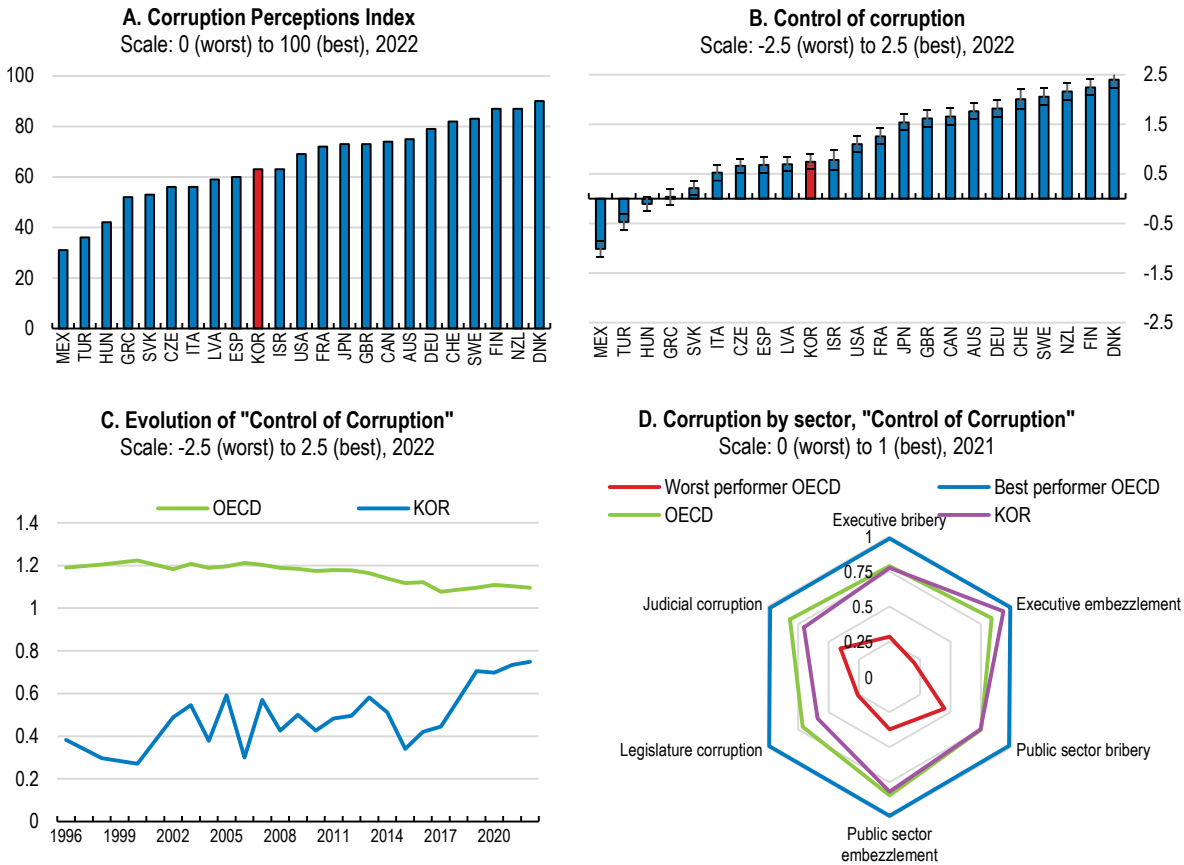 A. Corruption Perceptions Index
Scale: 0 (worst) to 100 (best), 2022
100
80
60
40
20
0
MEX
TUR
HUN
GRC
SVK
CZE
ITA
LVA
ESP
KOR
ISR
USA
FRA
JPN
GBR
CAN
AUS
DEU
CHE
SWE
FIN
NZL
DNK
B. Control of corruption
Scale: -2.5 (worst) to 2.5 (best), 2022
2.5
1.5
0.5
-0.5
-1.5
-2.5
MEX
TUR
HUN
GRC
SVK
ITA
CZE
ESP
LVA
KOR
ISR
USA
FRA
JPN
GBR
CAN
AUS
DEU
CHE
SWE
NZL
FIN
DNK
C. Evolution of "Control of Corruption"
Scale: -2.5 (worst) to 2.5 (best), 2022
OECD
KOR
1.4
1.2
1
0.8
0.6
0.4
0.2
0
1996
1999
2002
2005
2008
2011
2014
2017
2020
D. Corruption by sector, "Control of Corruption"
Scale: 0 (worst) to 1 (best), 2021
Worst performer OECD
Best performer OECD
OECD
KOR
Executive bribery
1
0.75
0.5
0.25
0
Executive embezzlement
Public sector bribery
Public sector
embezzlement
Legislature corruption
Judicial corruption